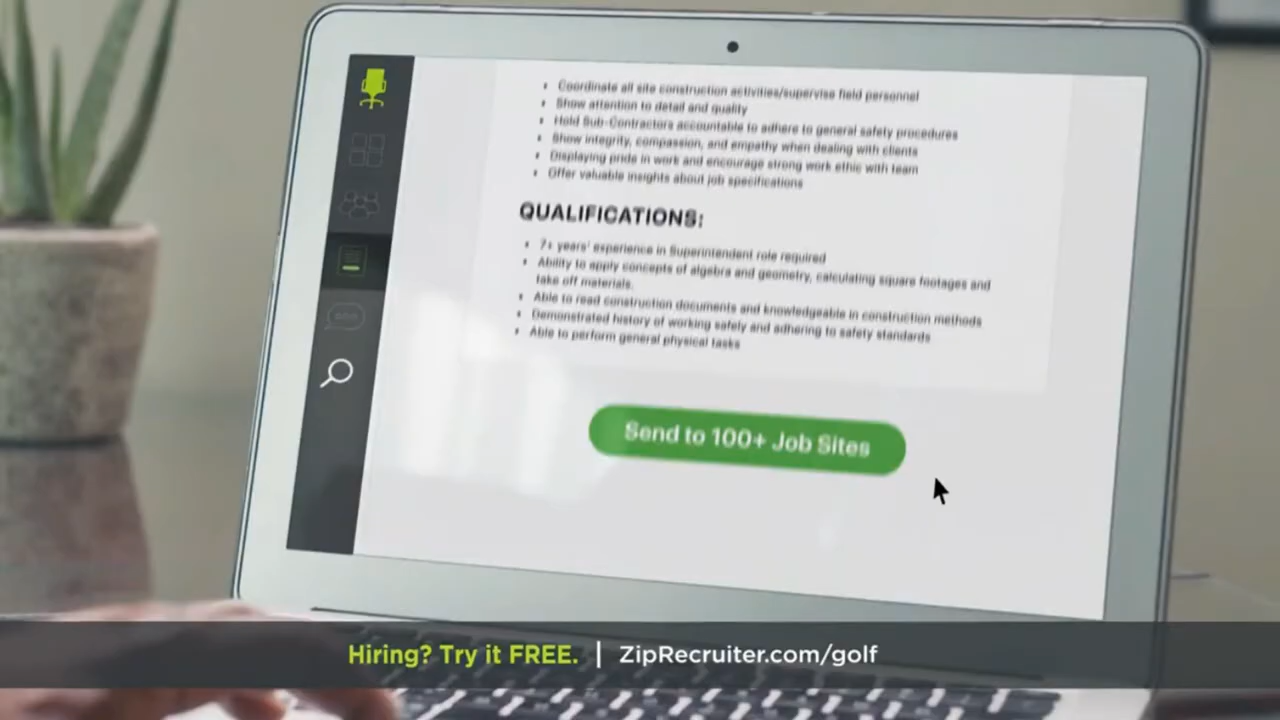 Coordinate all site construction activities/supervise field personnel
Show attention to detail and quality
Hold Sub-Contractors accountable to adhere to general safety procedures
Show integrity, compassion, and empathy when dealing with clients
Displaying pride in work and encourage strong work ethic with team
Offer valuable insights about job specifications
QUALIFICATIONS:
7+ years' experience in Superintendent role required
Ability to apply concepts of algebra and geometry, calculating square footages and
take off materials.
Able to read construction documents and knowledgeable in construction methods
Demonstrated history of working safely and adhering to safety standards
Able to perform general physical tasks
Send to 100+ Job Sites
Hiring? Try it FREE. | ZipRecruiter.com/golf